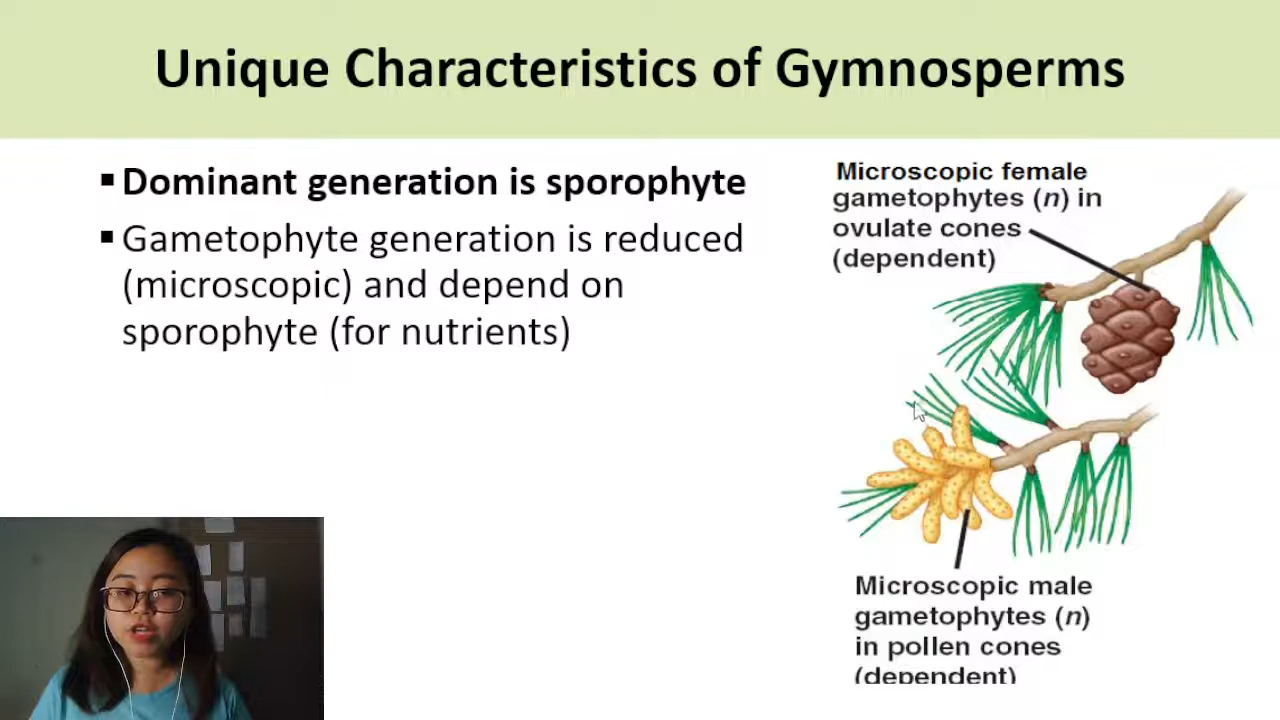 Unique Characteristics of Gymnosperms
▪ Dominant generation is sporophyte
▪ Gametophyte generation is reduced
(microscopic) and depend on
sporophyte (for nutrients)
Microscopic female
gametophytes (n) in
ovulate cones
(dependent)
Microscopic male
gametophytes (n)
in pollen cones
(dependent)